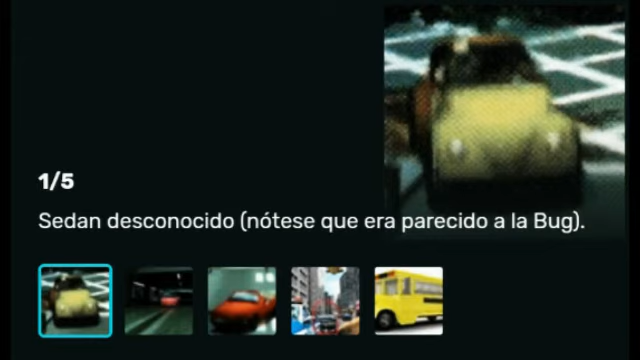 1/5
Sedan desconocido (nótese que era parecido a la Bug).